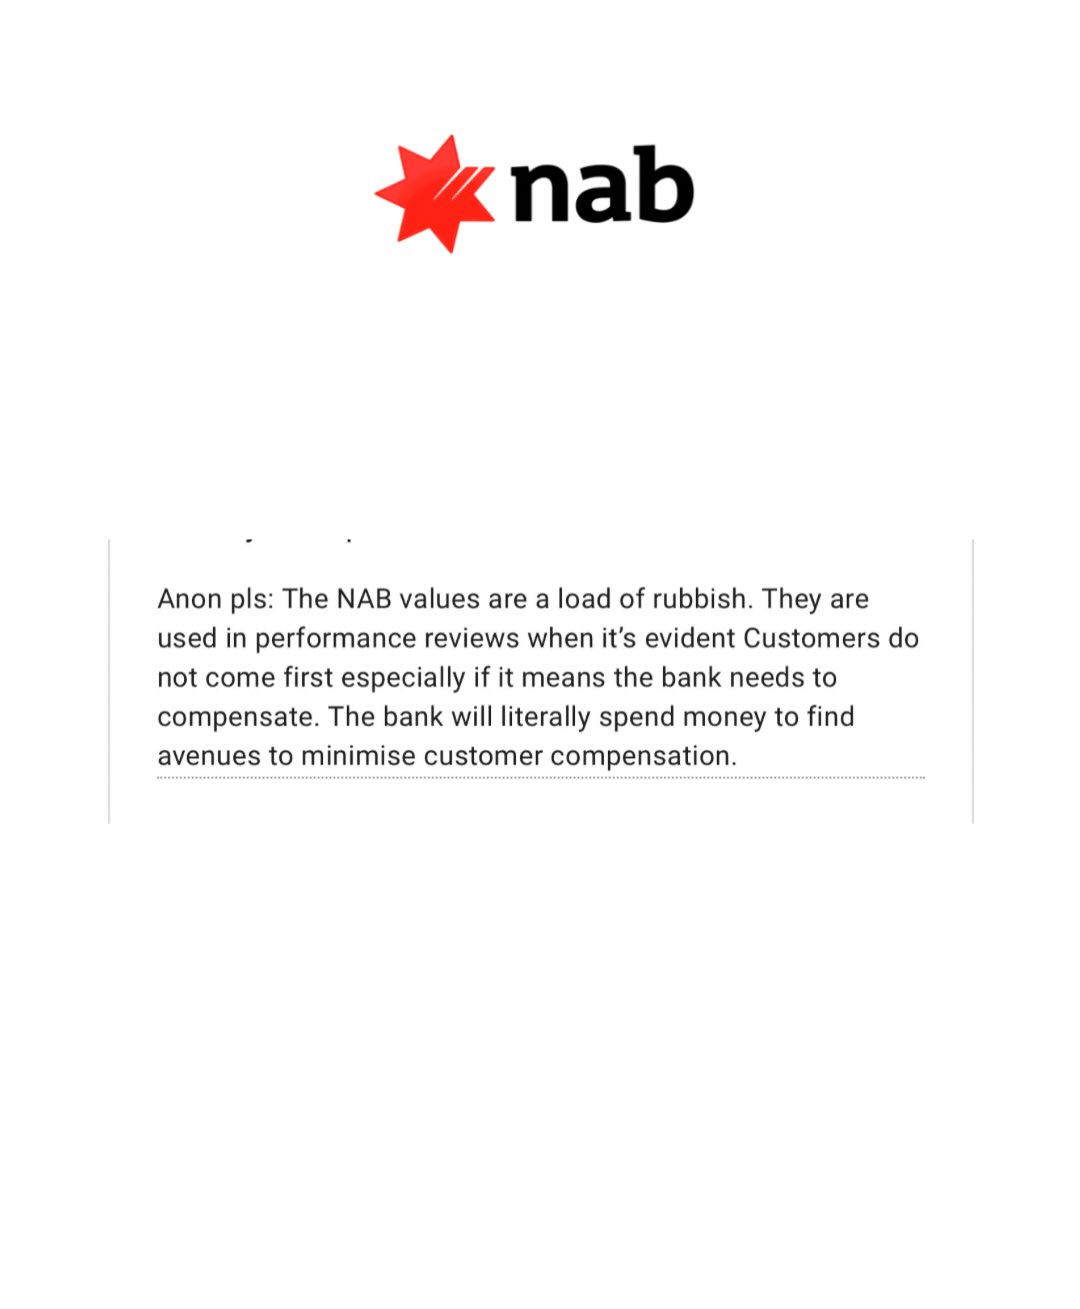 nab
Anon pls: The NAB values are a load of rubbish. They are
used in performance reviews when it’s evident Customers do
not come first especially if it means the bank needs to
compensate. The bank will literally spend money to find
avenues to minimise customer compensation.